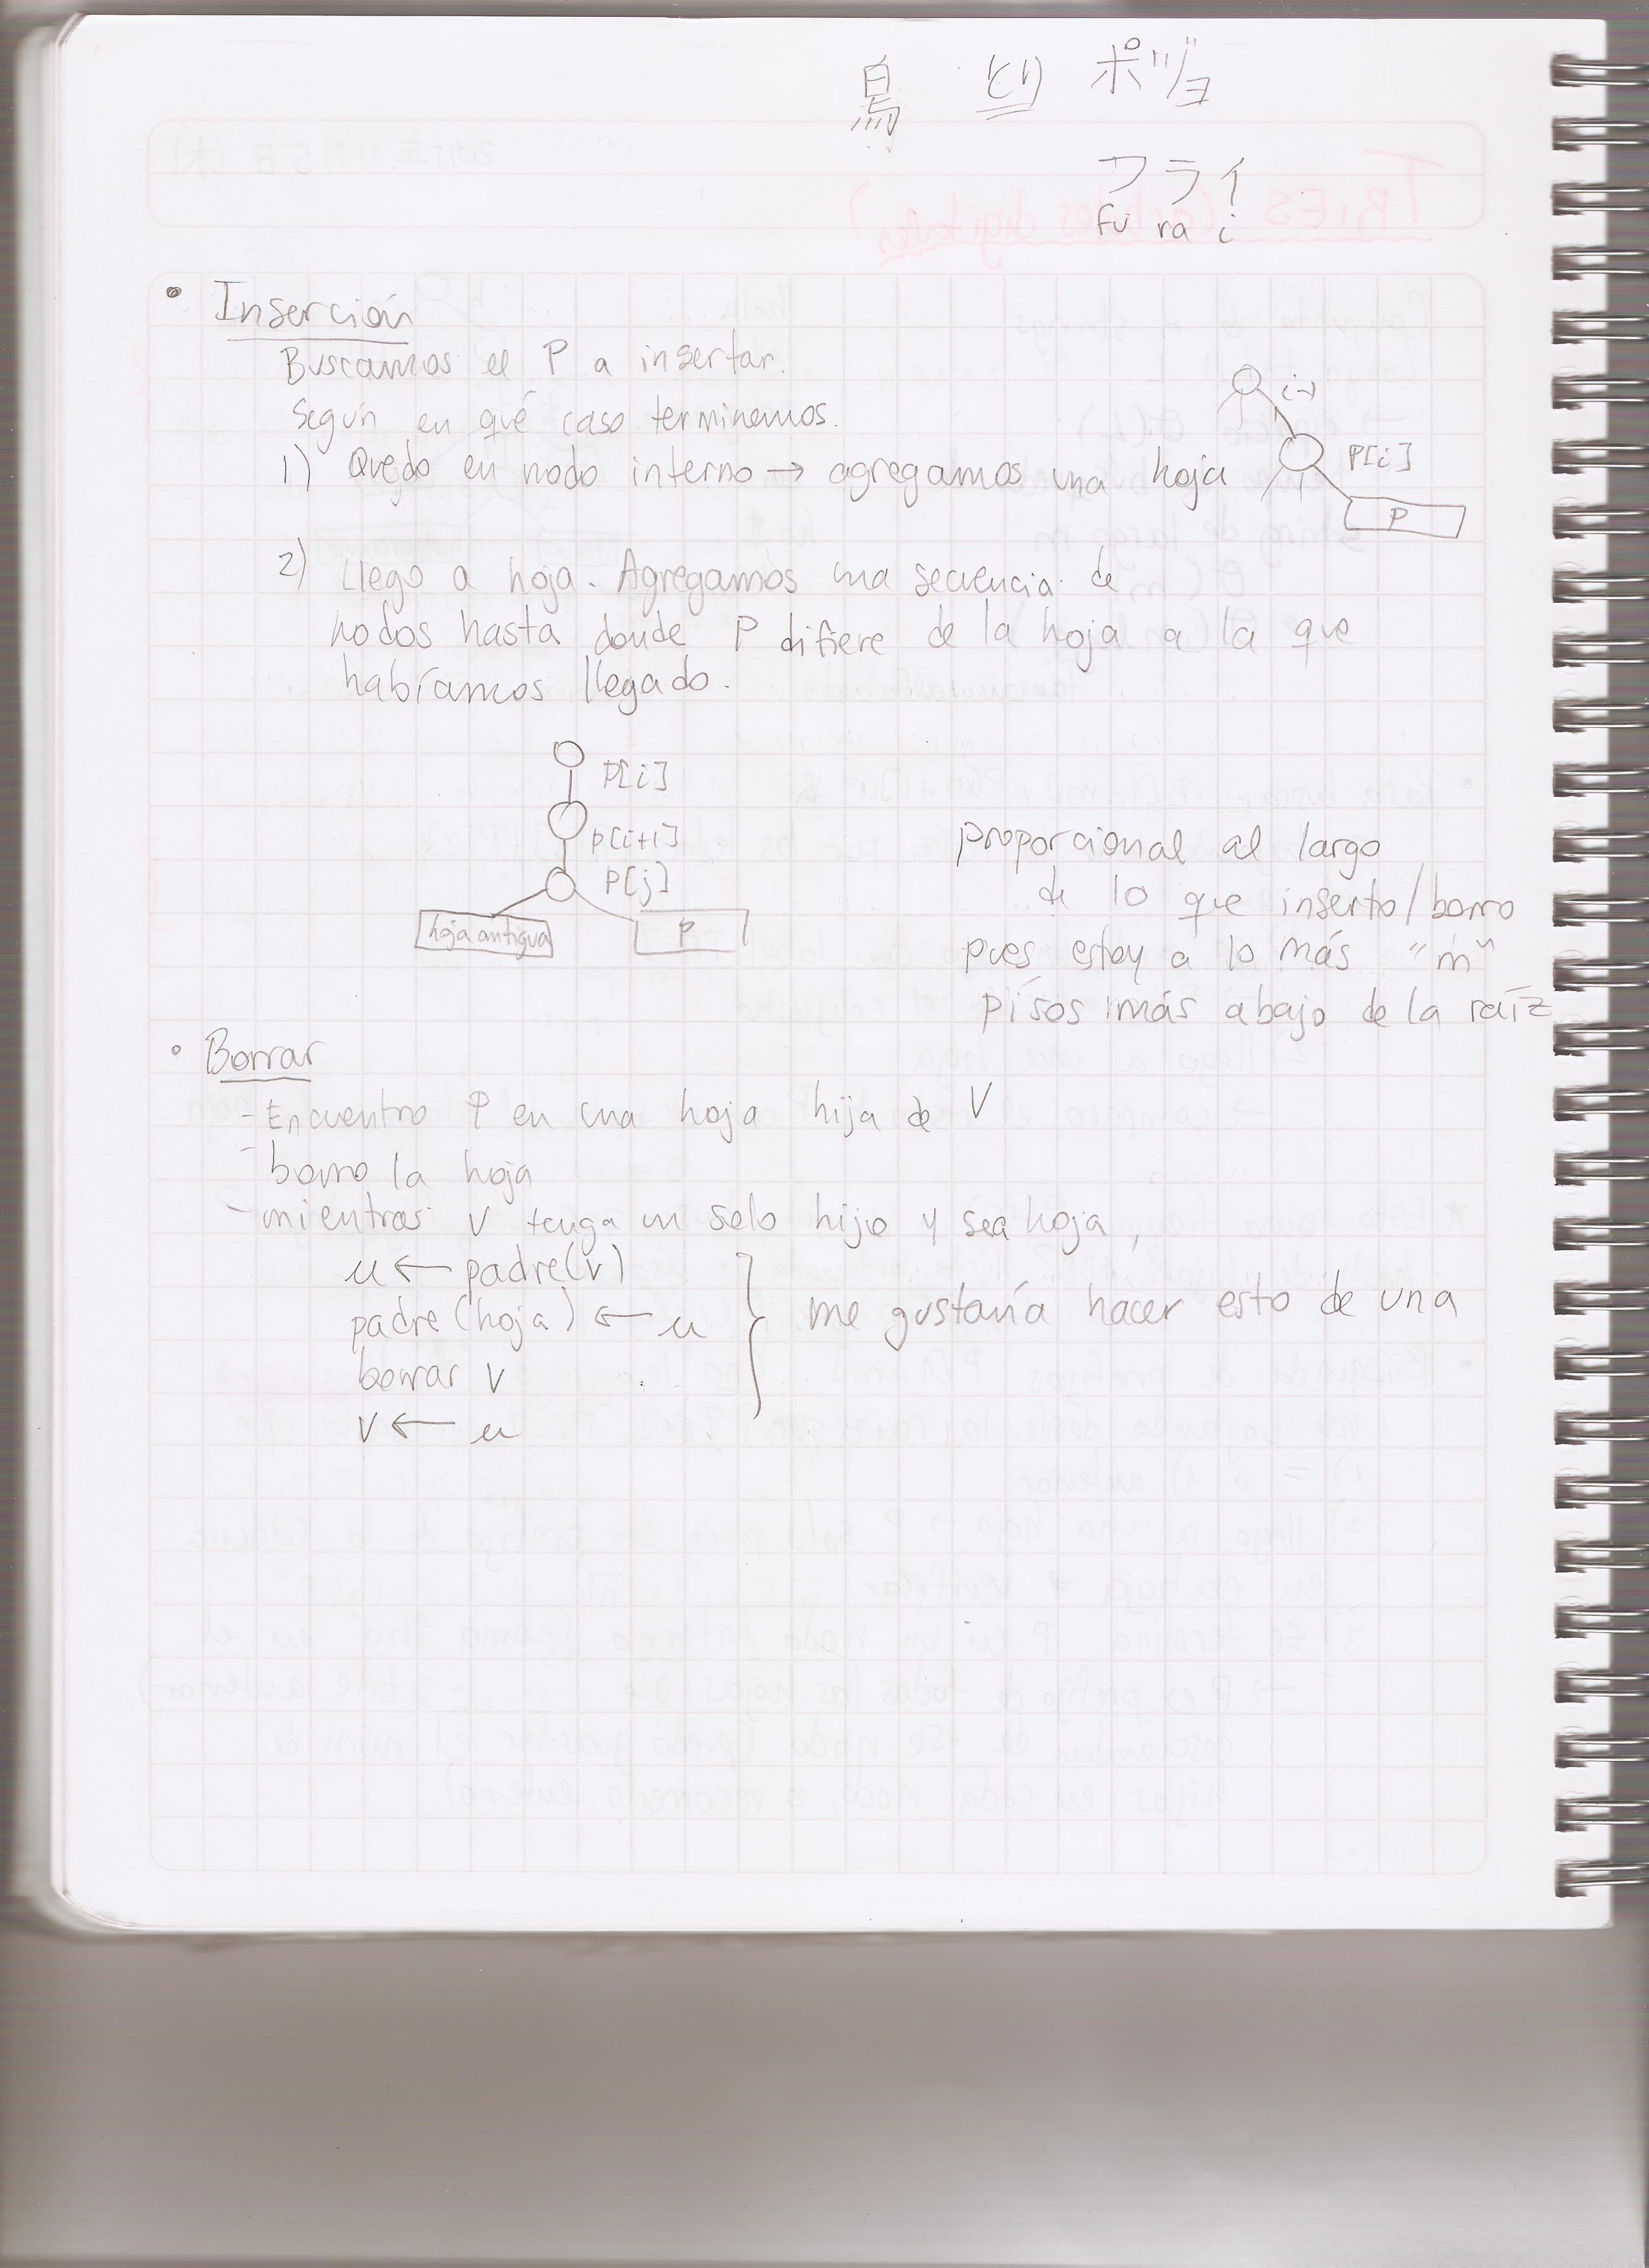 鳥 とり ポッジョ
フライ
fu ra i
• Inserción
Buscamos el P a insertar.
Según en qué caso terminemos.
i-1
1) Quedo en nodo interno → agregamos una hoja
P[i]
P
2) Llego a hoja. Agregamos una secuencia de
nodos hasta donde P difiere de la hoja a la que
habríamos llegado.
P[i]
P[i+1]
P[j]
hoja antigua
P
proporcional al largo
de lo que inserto/borro
pues estoy a lo más "m"
pisos más abajo de la raíz
• Borrar
- Encuentro P en una hoja hija de V
- borro la hoja
- mientras v tenga un solo hijo y sea hoja,
u ← padre(v)
padre(hoja) ← u
borrar v
v ← u
me gustaría hacer esto de una